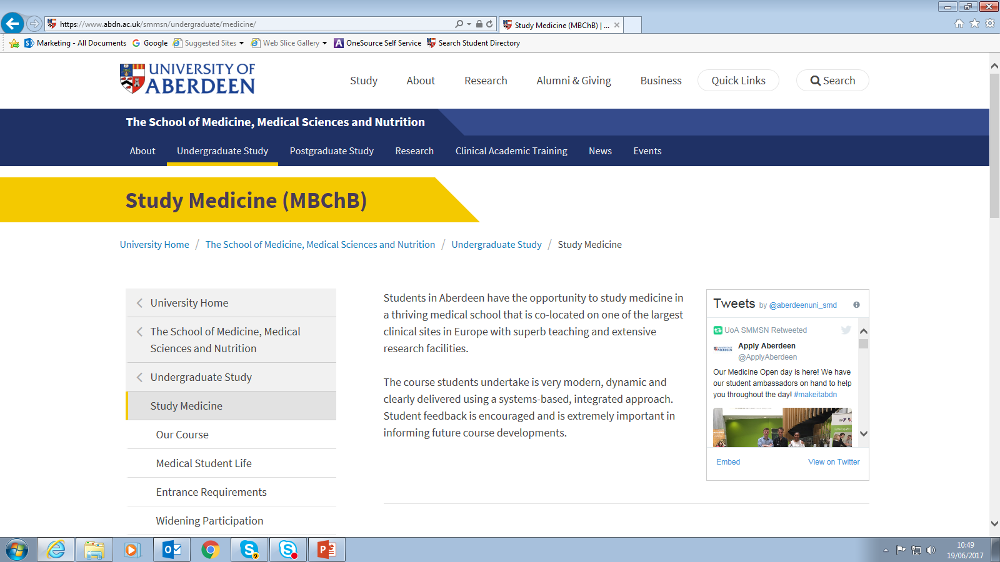 https://www.abdn.ac.uk/smmsn/undergraduate/medicine/
Study Medicine (MBChB) | ...
Marketing - All Documents
Google
Suggested Sites
Web Slice Gallery
OneSource Self Service
Search Student Directory
UNIVERSITY OF
ABERDEEN
Study
About
Research
Alumni & Giving
Business
Quick Links
Search
The School of Medicine, Medical Sciences and Nutrition
About
Undergraduate Study
Postgraduate Study
Research
Clinical Academic Training
News
Events
Study Medicine (MBChB)
University Home / The School of Medicine, Medical Sciences and Nutrition / Undergraduate Study / Study Medicine
University Home
The School of Medicine, Medical
Sciences and Nutrition
Undergraduate Study
Study Medicine
Our Course
Medical Student Life
Entrance Requirements
Widening Participation
Students in Aberdeen have the opportunity to study medicine in
a thriving medical school that is co-located on one of the largest
clinical sites in Europe with superb teaching and extensive
research facilities.
The course students undertake is very modern, dynamic and
clearly delivered using a systems-based, integrated approach.
Student feedback is encouraged and is extremely important in
informing future course developments.
Tweets by @aberdeenuni_smd
UoA SMMSN Retweeted
Apply Aberdeen
@ApplyAberdeen
Our Medicine Open day is here! We have
our student ambassadors on hand to help
you throughout the day! #makeitabdn
Embed
View on Twitter
10:49
19/06/2017